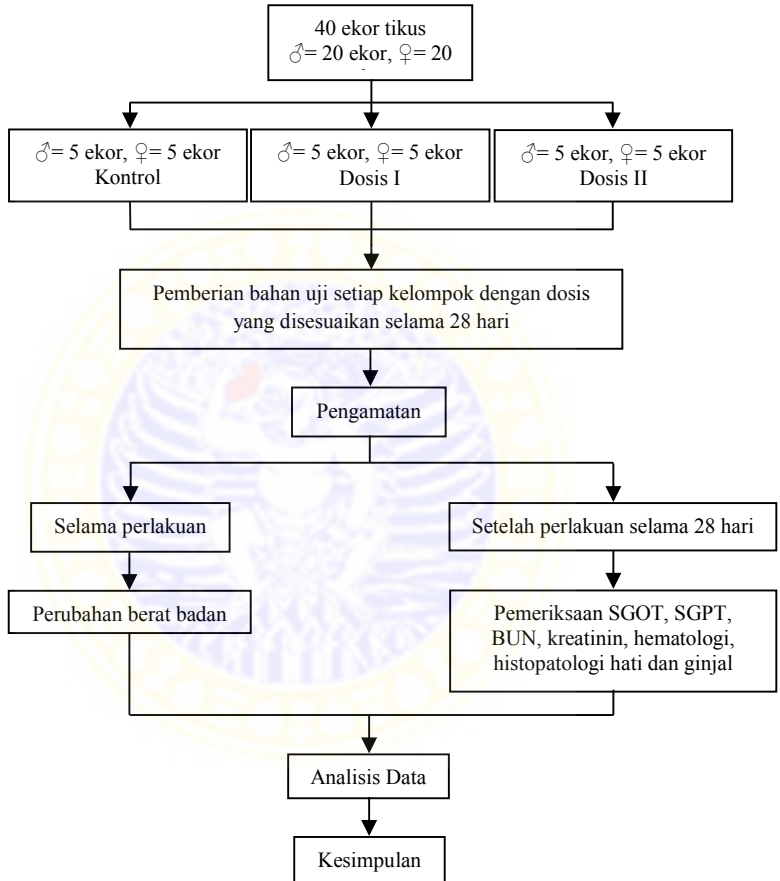 40 ekor tikus
♂= 20 ekor, ♀= 20
♂= 5 ekor, ♀= 5 ekor
Kontrol
♂= 5 ekor, ♀= 5 ekor
Dosis I
♂= 5 ekor, ♀= 5 ekor
Dosis II
Pemberian bahan uji setiap kelompok dengan dosis
yang disesuaikan selama 28 hari
Pengamatan
Selama perlakuan
Setelah perlakuan selama 28 hari
Perubahan berat badan
Pemeriksaan SGOT, SGPT,
BUN, kreatinin, hematologi,
histopatologi hati dan ginjal
Analisis Data
Kesimpulan